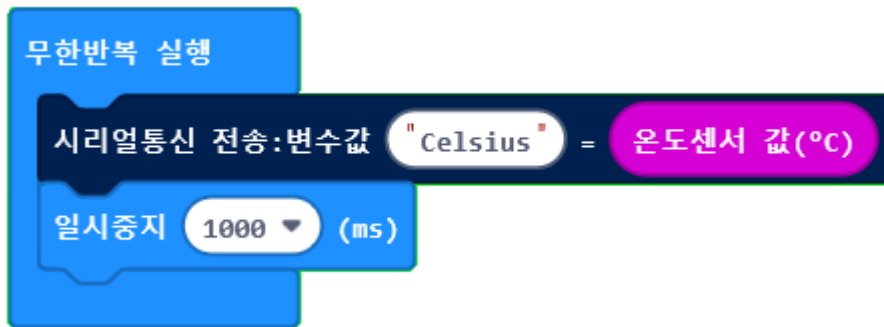 무한반복 실행
시리얼통신 전송:변수값 "Celsius" = 온도센서 값(°C)
일시중지 1000 (ms)